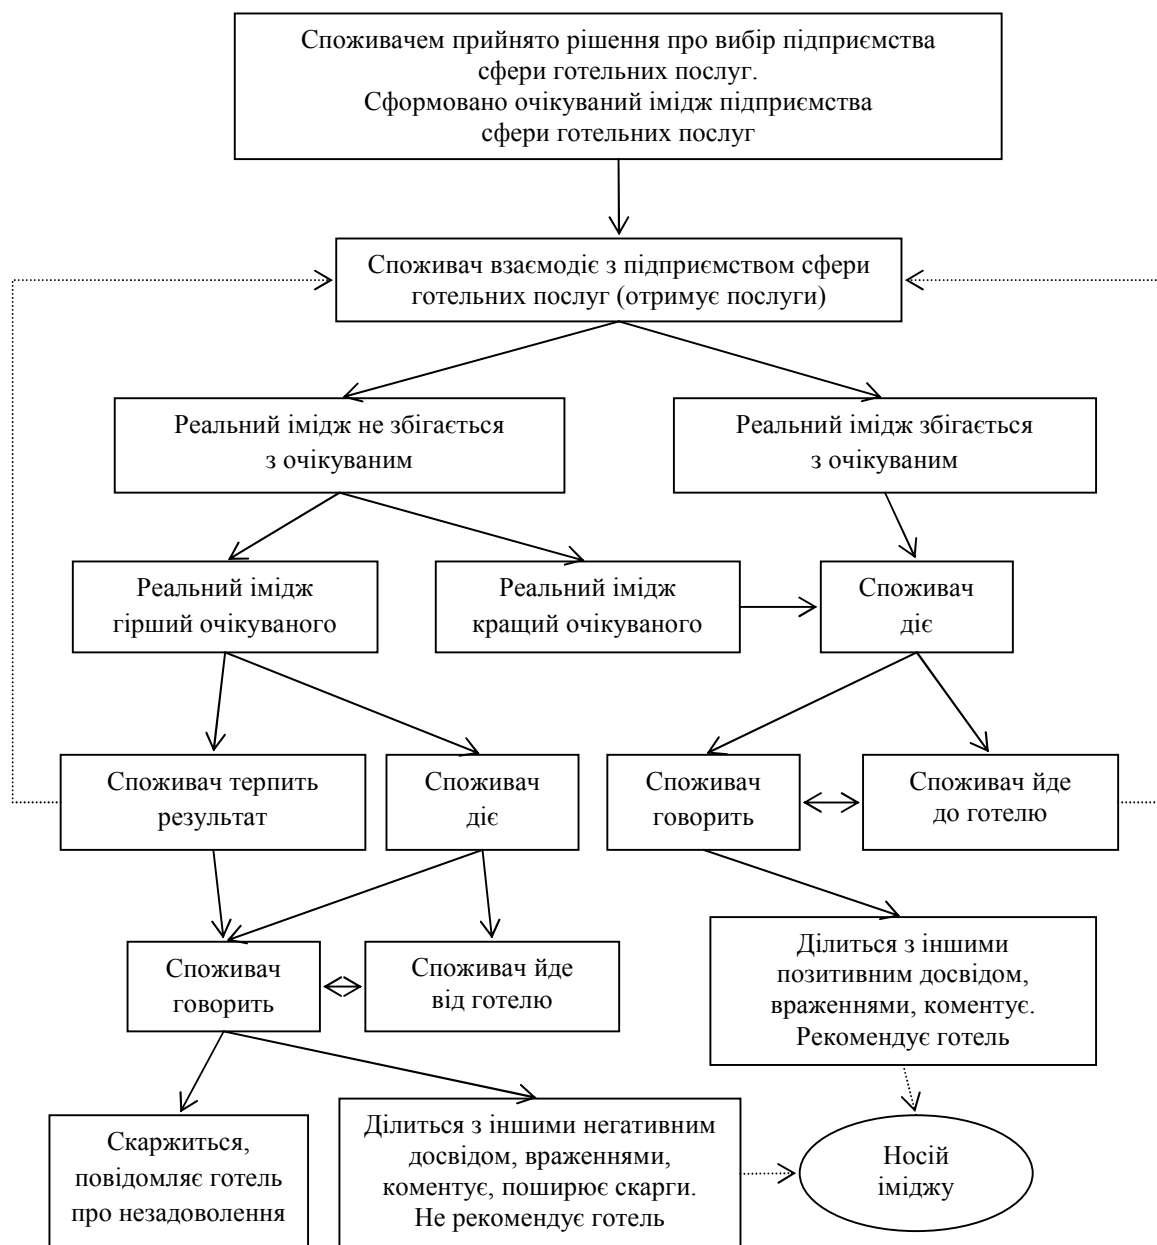 Споживачем прийнято рішення про вибір підприємства
сфери готельних послуг.
Сформовано очікуваний імідж підприємства
сфери готельних послуг
Споживач взаємодіє з підприємством сфери
готельних послуг (отримує послуги)
Реальний імідж не збігається
з очікуваним
Реальний імідж збігається
з очікуваним
Реальний імідж
гірший очікуваного
Реальний імідж
кращий очікуваного
Споживач
діє
Споживач терпить
результат
Споживач
діє
Споживач
говорить
Споживач йде
до готелю
Споживач
говорить
Споживач йде
від готелю
Ділиться з іншими
позитивним досвідом,
враженнями, коментує.
Рекомендує готель
Скаржиться,
повідомляє готель
про незадоволення
Ділиться з іншими негативним
досвідом, враженнями,
коментує, поширює скарги.
Не рекомендує готель
Носій
іміджу